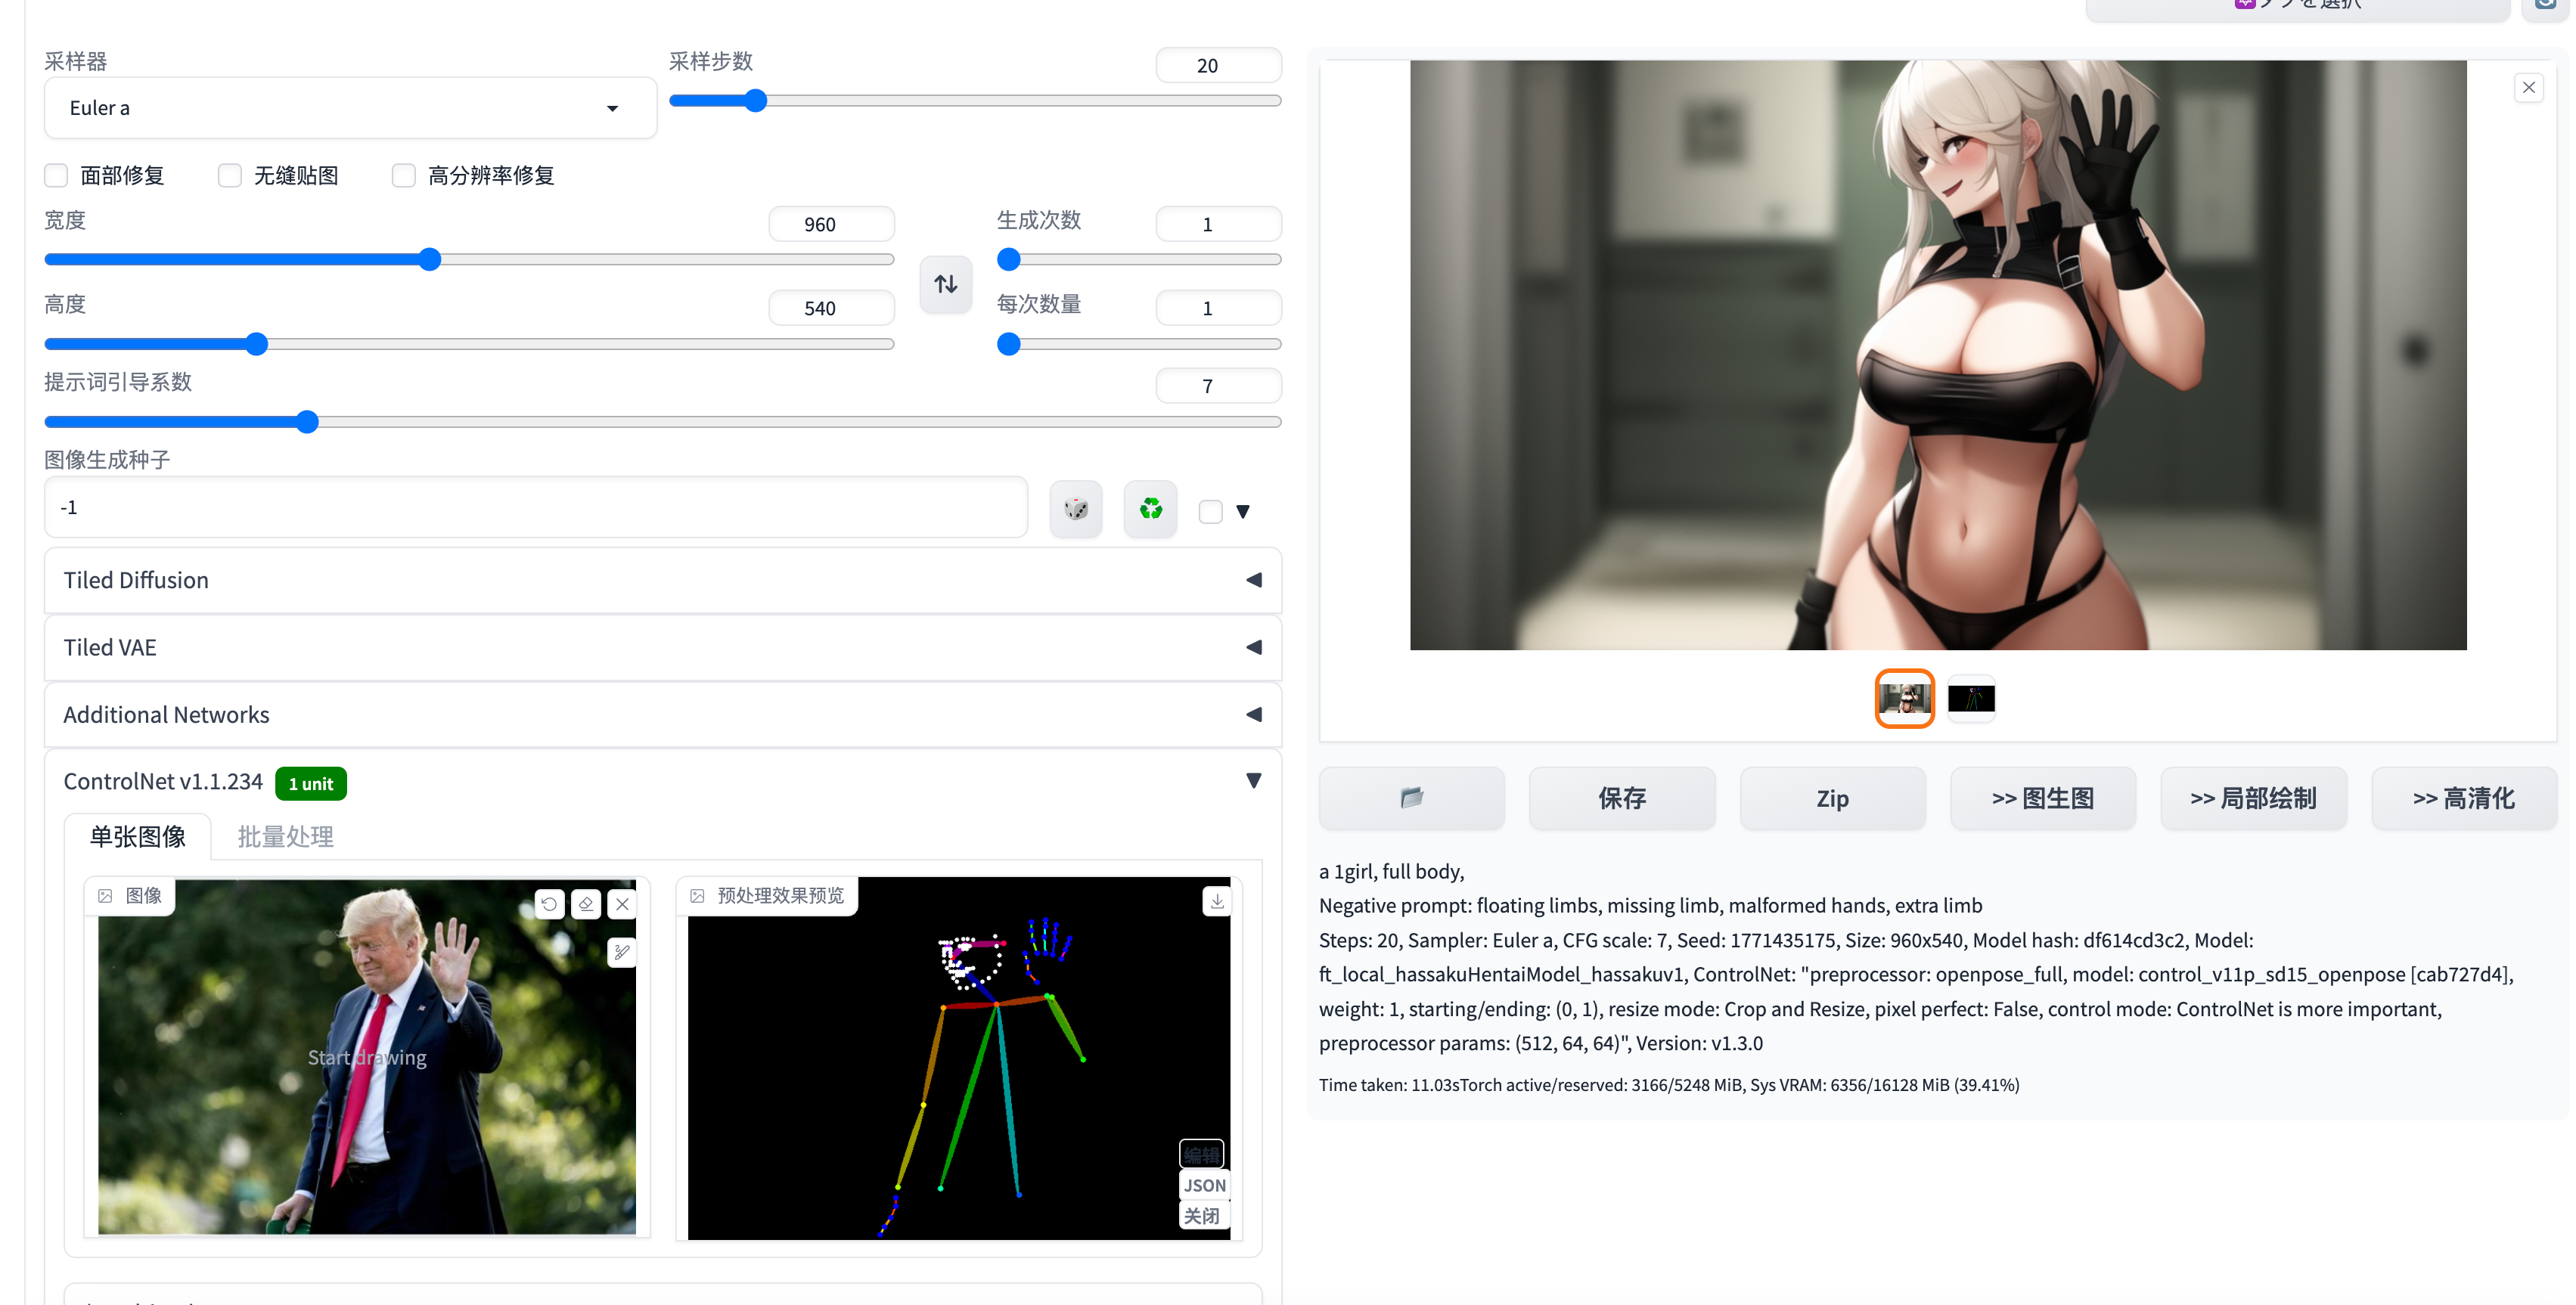 タブを選択
采样器
采样步数
20
Euler a
面部修复
无缝贴图
高分辨率修复
宽度
960
生成次数
1
高度
540
每次数量
1
提示词引导系数
7
图像生成种子
-1
Tiled Diffusion
Tiled VAE
Additional Networks
ControlNet v1.1.234
1 unit
单张图像
批量处理
图像
Start drawing
预处理效果预览
编辑
JSON
关闭
保存
Zip
>> 图生图
>> 局部绘制
>> 高清化
a 1girl, full body,
Negative prompt: floating limbs, missing limb, malformed hands, extra limb
Steps: 20, Sampler: Euler a, CFG scale: 7, Seed: 1771435175, Size: 960x540, Model hash: df614cd3c2, Model:
ft_local_hassakuHentaiModel_hassakuv1, ControlNet: "preprocessor: openpose_full, model: control_v11p_sd15_openpose [cab727d4],
weight: 1, starting/ending: (0, 1), resize mode: Crop and Resize, pixel perfect: False, control mode: ControlNet is more important,
preprocessor params: (512, 64, 64)", Version: v1.3.0
Time taken: 11.03sTorch active/reserved: 3166/5248 MiB, Sys VRAM: 6356/16128 MiB (39.41%)